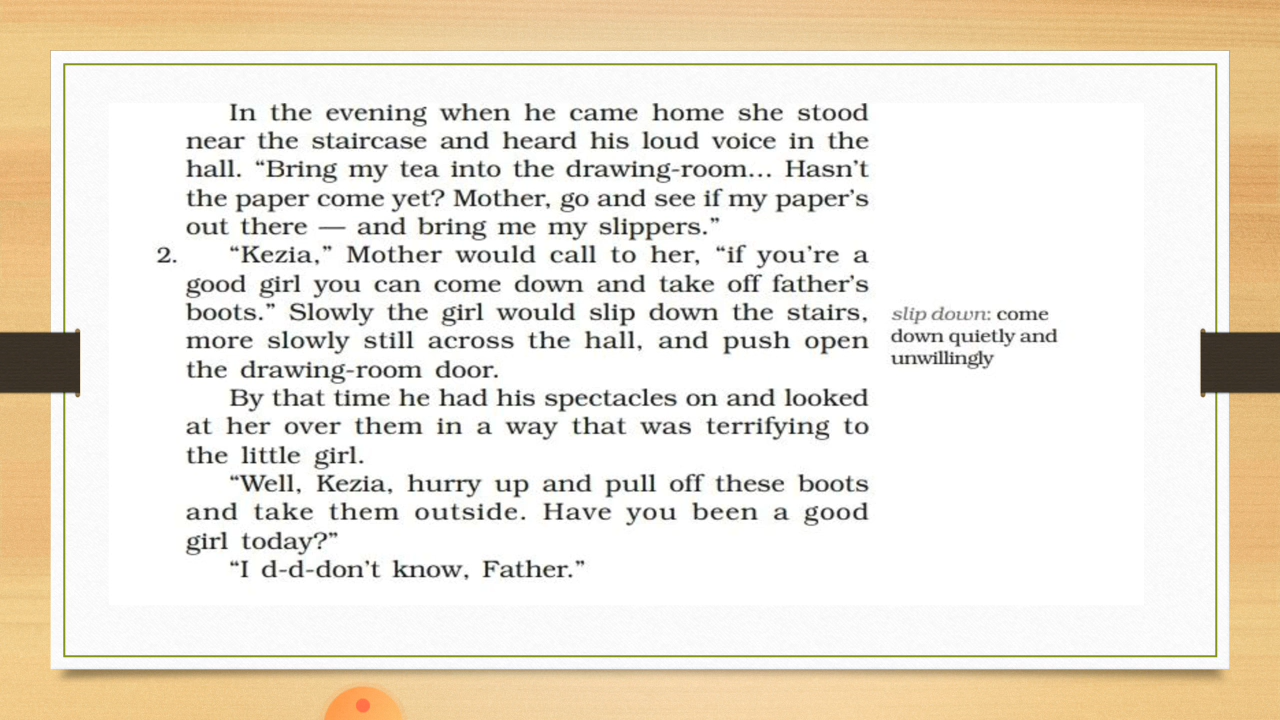 In the evening when he came home she stood
near the staircase and heard his loud voice in the
hall. “Bring my tea into the drawing-room... Hasn’t
the paper come yet? Mother, go and see if my paper’s
out there — and bring me my slippers.”
2. “Kezia,” Mother would call to her, “if you’re a
good girl you can come down and take off father’s
boots.” Slowly the girl would slip down the stairs,
more slowly still across the hall, and push open
the drawing-room door.
By that time he had his spectacles on and looked
at her over them in a way that was terrifying to
the little girl.
“Well, Kezia, hurry up and pull off these boots
and take them outside. Have you been a good
girl today?”
“I d-d-don’t know, Father.”
slip down: come
down quietly and
unwillingly